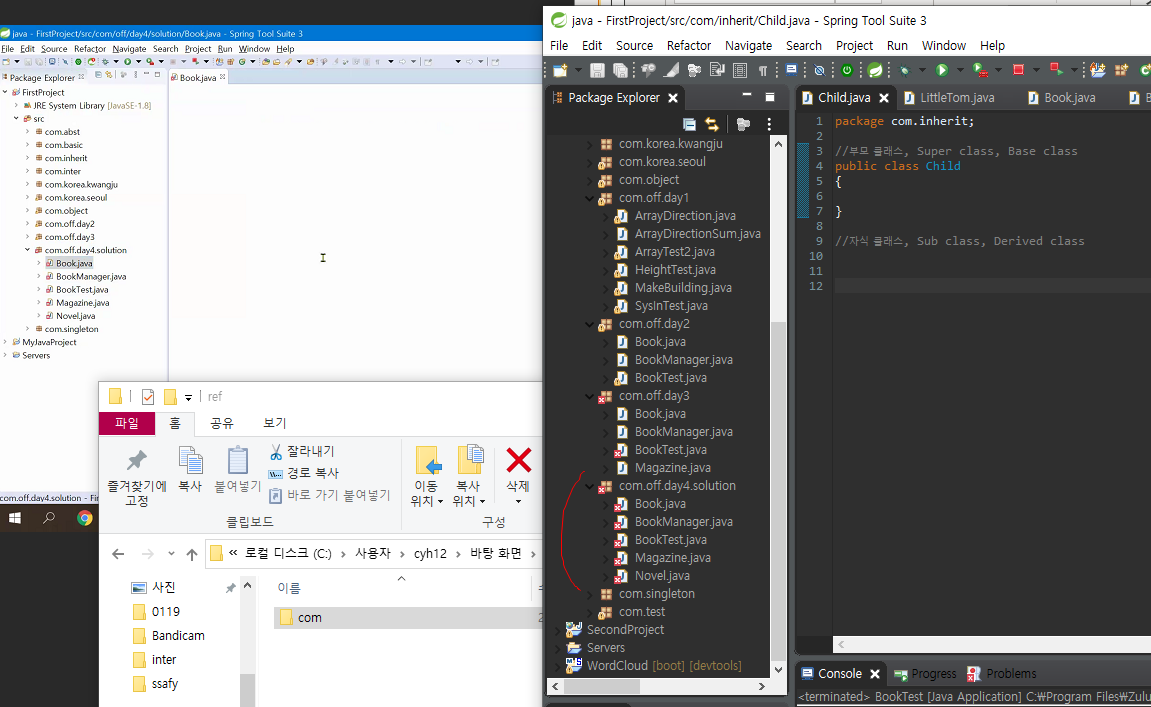 java - FirstProject/src/com/off/day4/solution/Book.java - Spring Tool Suite 3
File Edit Source Refactor Navigate Search Project Run Window Help
Package Explorer
Book.java
FirstProject
JRE System Library [JavaSE-1.8]
src
com.abst
com.basic
com.inherit
com.inter
com.korea.kwangju
com.korea.seoul
com.object
com.off.day2
com.off.day3
com.off.day4.solution
Book.java
BookManager.java
BookTest.java
Magazine.java
Novel.java
com.singleton
MyJavaProject
Servers
com.off.day4.solution - Fi
ref
파일 홈 공유 보기
즐겨찾기에 고정
복사
붙여넣기
잘라내기
경로 복사
바로 가기 붙여넣기
이동 위치
복사 위치
삭제
클립보드
구성
« 로컬 디스크 (C:) › 사용자 › cyh12 › 바탕 화면 ›
사진
0119
Bandicam
inter
ssafy
이름
com
java - FirstProject/src/com/inherit/Child.java - Spring Tool Suite 3
File Edit Source Refactor Navigate Search Project Run Window Help
Package Explorer
com.korea.kwangju
com.korea.seoul
com.object
com.off.day1
ArrayDirection.java
ArrayDirectionSum.java
ArrayTest2.java
HeightTest.java
MakeBuilding.java
SysInTest.java
com.off.day2
Book.java
BookManager.java
BookTest.java
com.off.day3
Book.java
BookManager.java
BookTest.java
Magazine.java
com.off.day4.solution
Book.java
BookManager.java
BookTest.java
Magazine.java
Novel.java
com.singleton
com.test
SecondProject
Servers
WordCloud [boot] [devtools]
Child.java LittleTom.java Book.java B
1 package com.inherit;
2
3 //부모 클래스, Super class, Base class
4 public class Child
5 {
6
7 }
8
9 //자식 클래스, Sub class, Derived class
10
11
12
Console Progress Problems
<terminated> BookTest [Java Application] C:￦Program Files￦Zulu